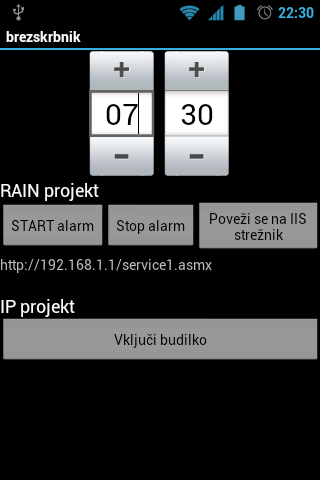 22:30
brezskrbnik
+ +
07 30
- -
RAIN projekt
START alarm Stop alarm Poveži se na IIS
strežnik
http://192.168.1.1/service1.asmx
IP projekt
Vključi budilko